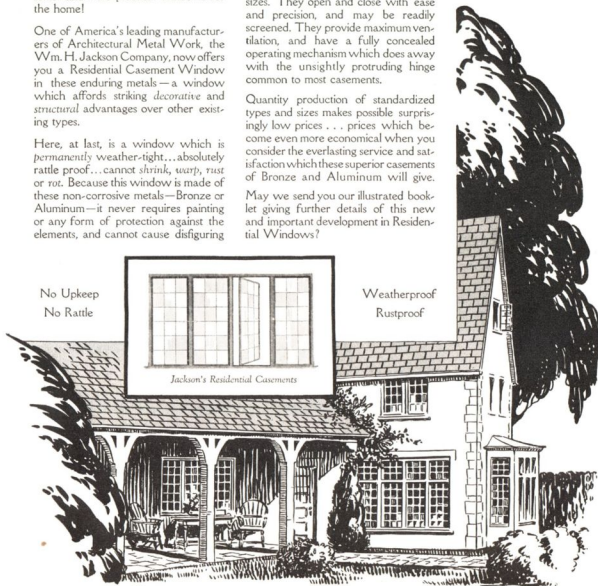 the home!
One of America's leading manufactur-
ers of Architectural Metal Work, the
Wm. H. Jackson Company, now offers
you a Residential Casement Window
in these enduring metals—a window
which affords striking decorative and
structural advantages over other exist-
ing types.
Here, at last, is a window which is
permanently weather-tight...absolutely
rattle proof...cannot shrink, warp, rust
or rot. Because this window is made of
these non-corrosive metals—Bronze or
Aluminum—it never requires painting
or any form of protection against the
elements, and cannot cause disfiguring
sizes. They open and close with ease
and precision, and may be readily
screened. They provide maximum ven-
tilation, and have a fully concealed
operating mechanism which does away
with the unsightly protruding hinge
common to most casements.
Quantity production of standardized
types and sizes makes possible surpris-
ingly low prices . . . prices which be-
come even more economical when you
consider the everlasting service and sat-
isfaction which these superior casements
of Bronze and Aluminum will give.
May we send you our illustrated book-
let giving further details of this new
and important development in Residen-
tial Windows?
No Upkeep
No Rattle
Weatherproof
Rustproof
Jackson's Residential Casements